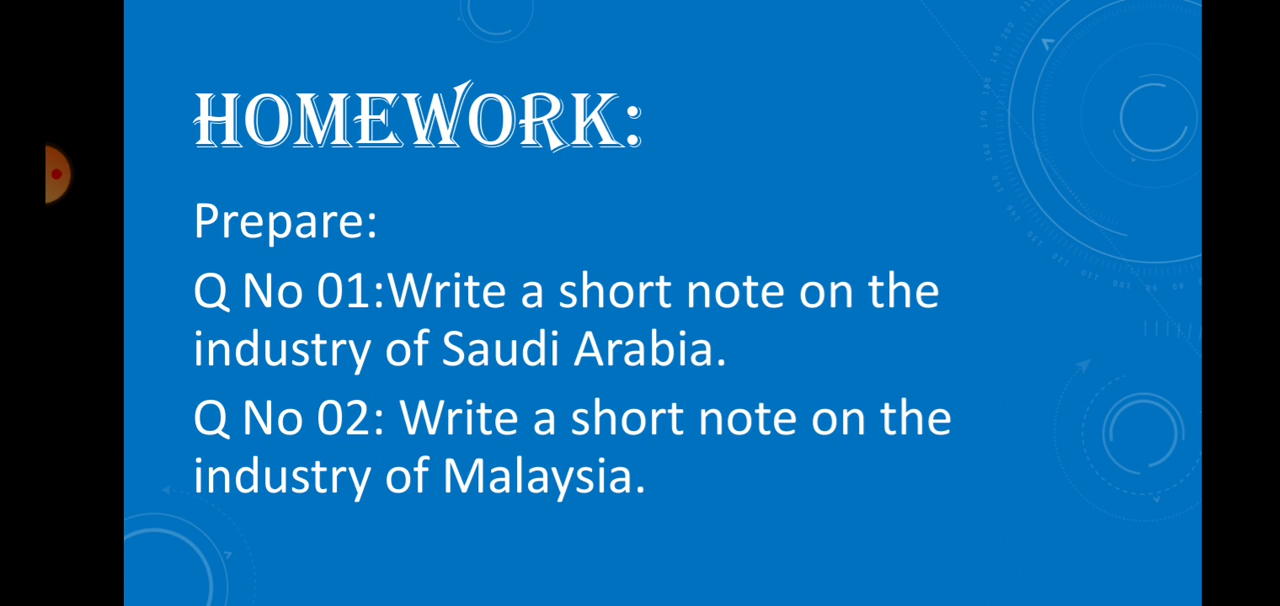 HOMEWORK:
Prepare:
Q No 01:Write a short note on the
industry of Saudi Arabia.
Q No 02: Write a short note on the
industry of Malaysia.